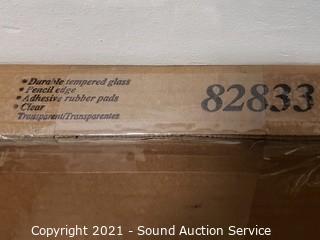 • Durable tempered glass
• Pencil edge
• Adhesive rubber pads
• Clear
Transparent/Transparentes
82833
Copyright 2021 - Sound Auction Service